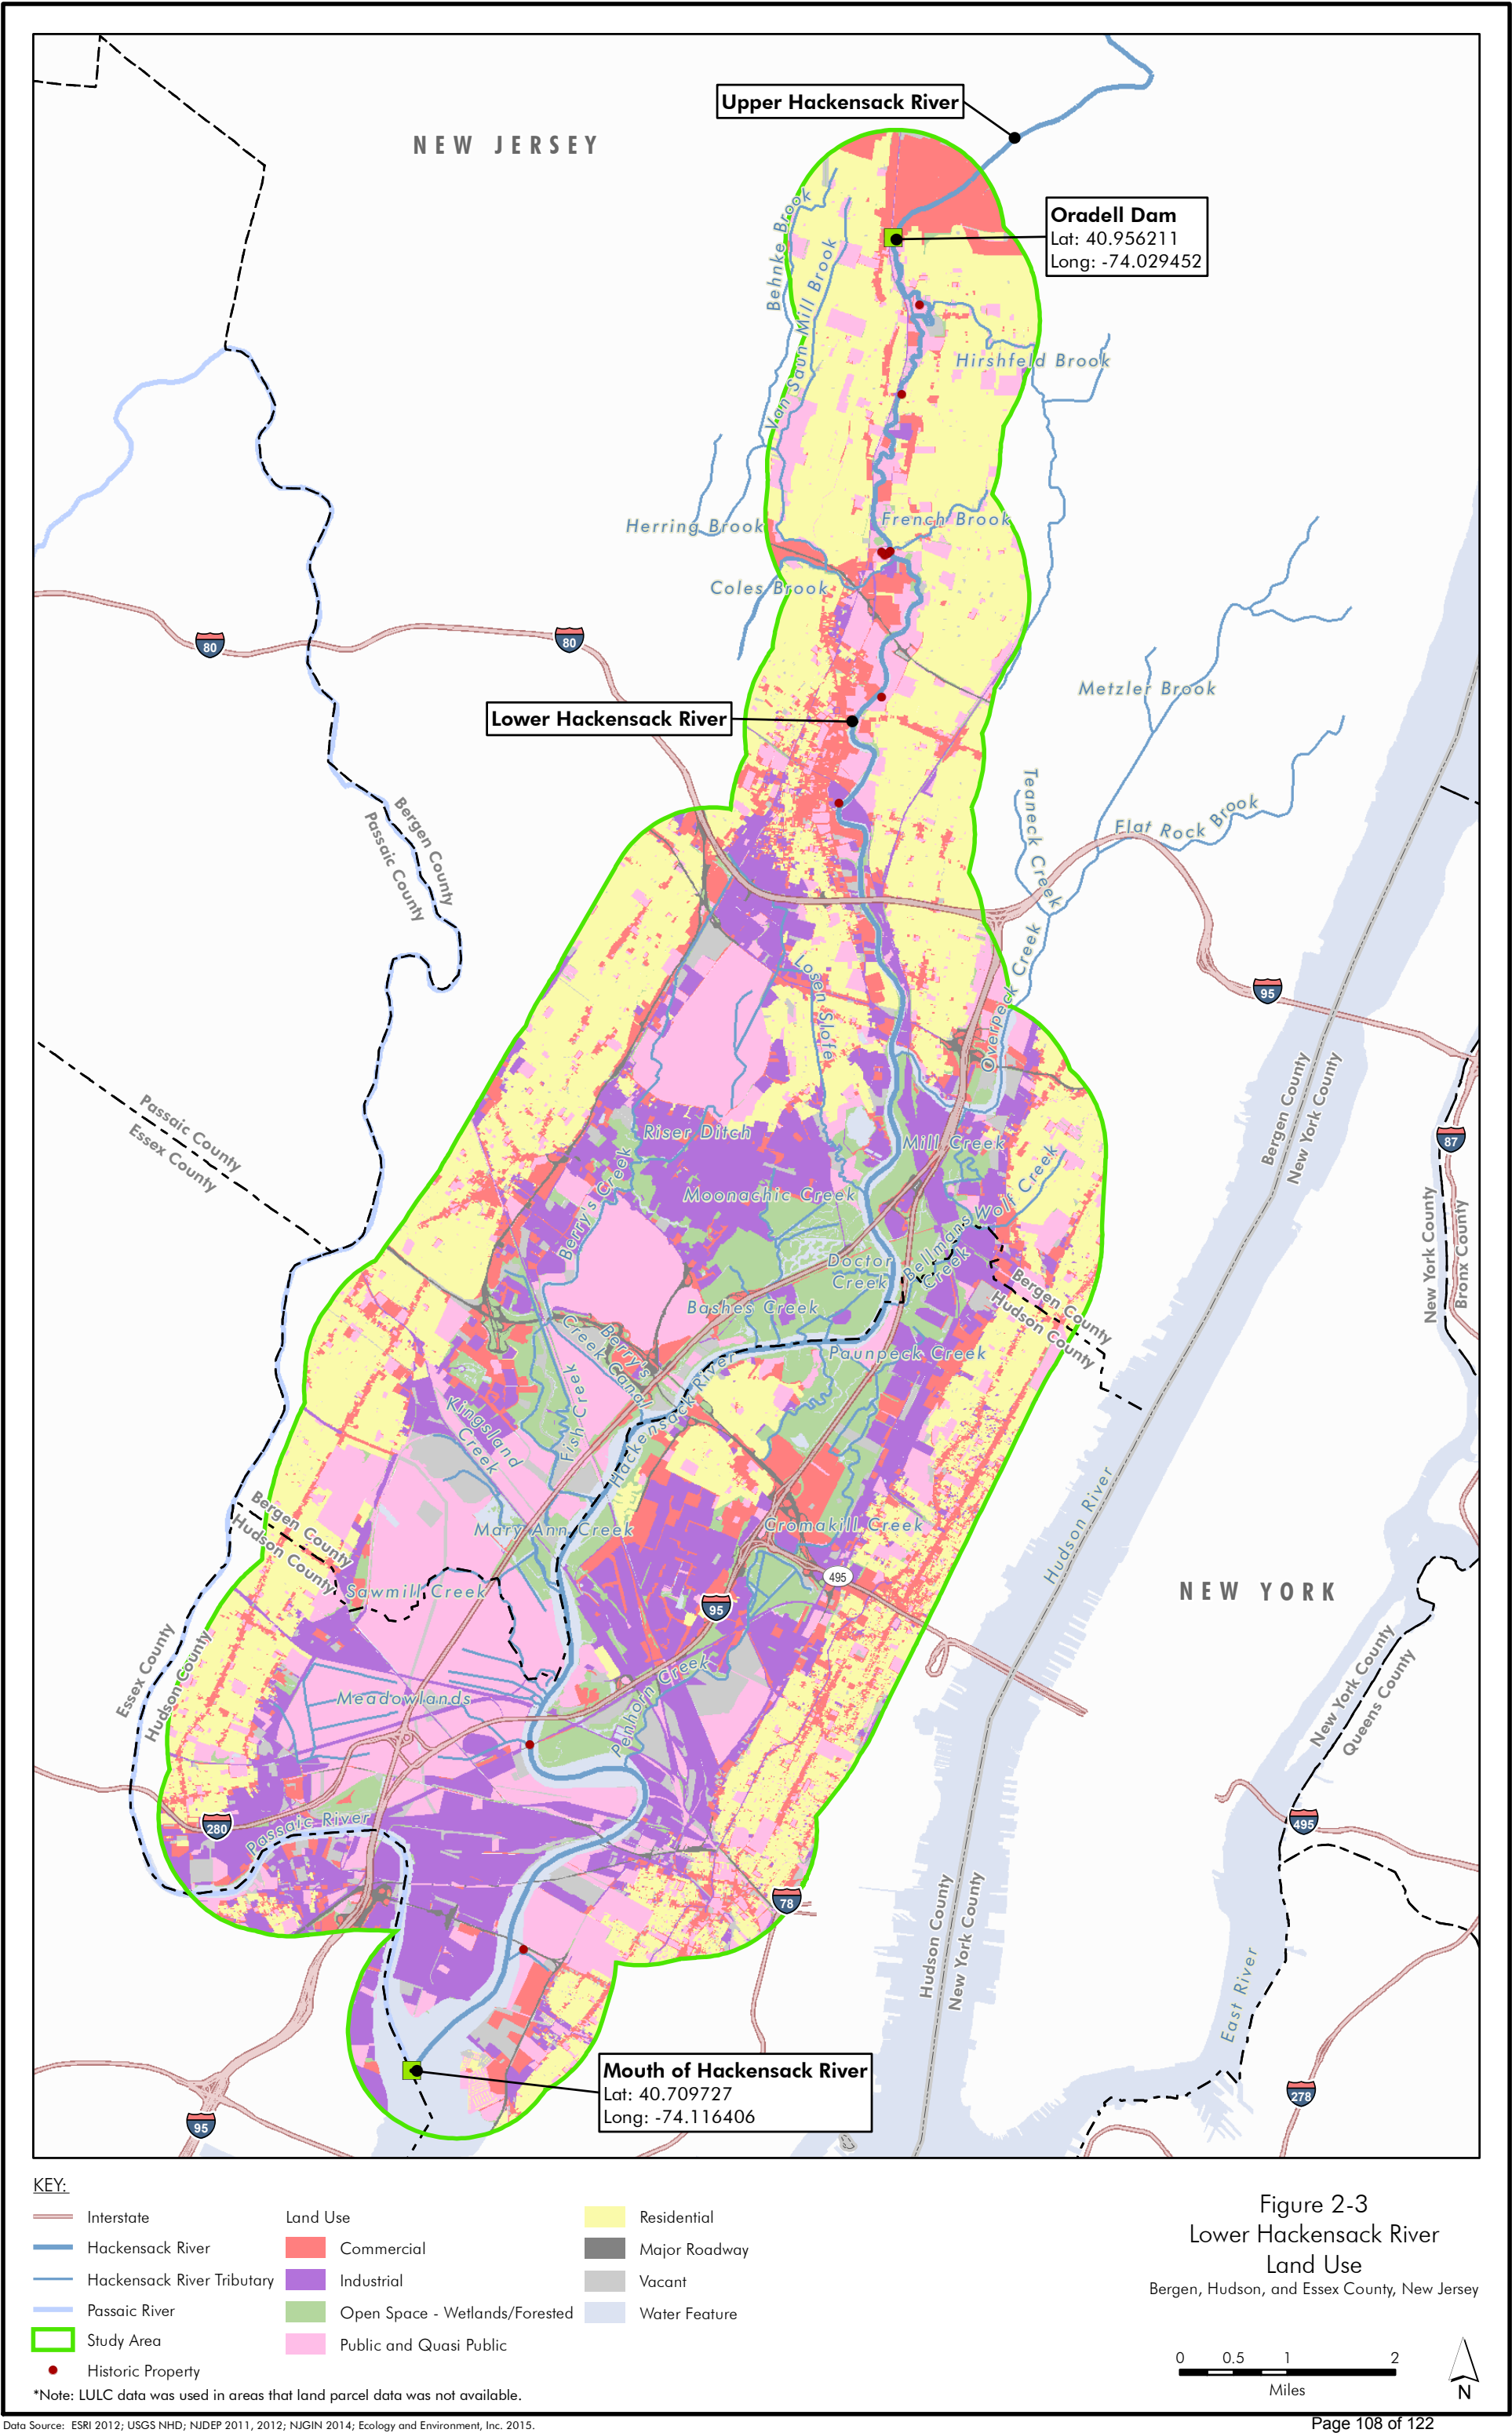 Upper Hackensack River
NEW JERSEY
Oradell Dam
Lat: 40.956211
Long: -74.029452
Behnke Brook
Van Saun Mill Brook
Hirshfeld Brook
Herring Brook
French Brook
Coles Brook
80
80
Metzler Brook
Lower Hackensack River
Teaneck Creek
Flat Rock Brook
Bergen County
Passaic County
Losen Slofe
Overpeck Creek
95
Passaic County
Essex County
Bergen County
New York County
87
Riser Ditch
Mill Creek
Berry's Creek
Moonachic Creek
Wolf Creek
Bellmans Creek
Doctor
Creek
New York County
Bronx County
Bergen County
Hudson County
Bashes Creek
Berry's
Creek Canal
Paunpeck Creek
Fish Creek
Hackensack River
Kingsland
Creek
Bergen County
Hudson County
Mary Ann Creek
Cromakill Creek
Hudson River
495
Sawmill Creek
95
NEW YORK
Essex County
Hudson County
Meadowlands
Penhorn Creek
New York County
Queens County
280
Passaic River
495
78
Hudson County
New York County
East River
Mouth of Hackensack River
Lat: 40.709727
Long: -74.116406
278
95
KEY:
Interstate
Hackensack River
Hackensack River Tributary
Passaic River
Study Area
Historic Property
Land Use
Commercial
Industrial
Open Space - Wetlands/Forested
Public and Quasi Public
Residential
Major Roadway
Vacant
Water Feature
*Note: LULC data was used in areas that land parcel data was not available.
Figure 2-3
Lower Hackensack River
Land Use
Bergen, Hudson, and Essex County, New Jersey
0 0.5 1 2
Miles
N
Data Source: ESRI 2012; USGS NHD; NJDEP 2011, 2012; NJGIN 2014; Ecology and Environment, Inc. 2015.
Page 108 of 122